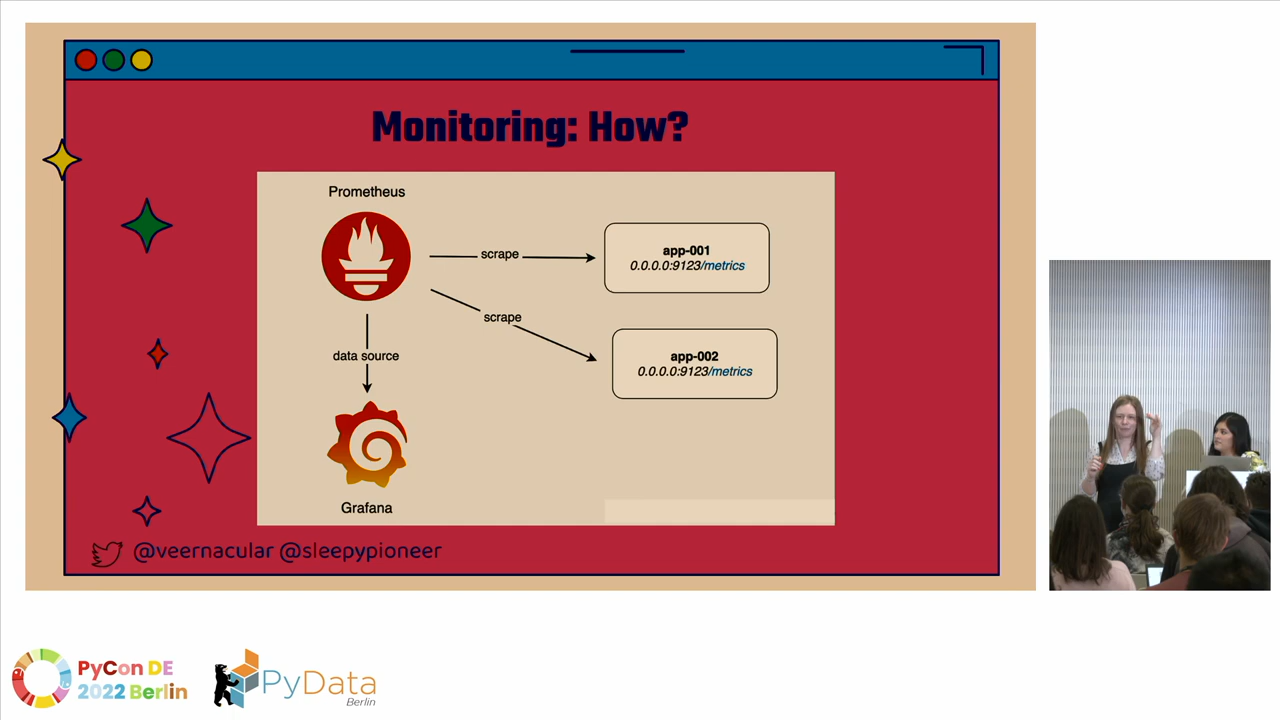 Monitoring: How?
Prometheus
scrape
app-001
0.0.0.0:9123/metrics
scrape
app-002
0.0.0.0:9123/metrics
data source
Grafana
@veernacular @sleepypioneer
PyCon DE
2022 Berlin
PyData
Berlin